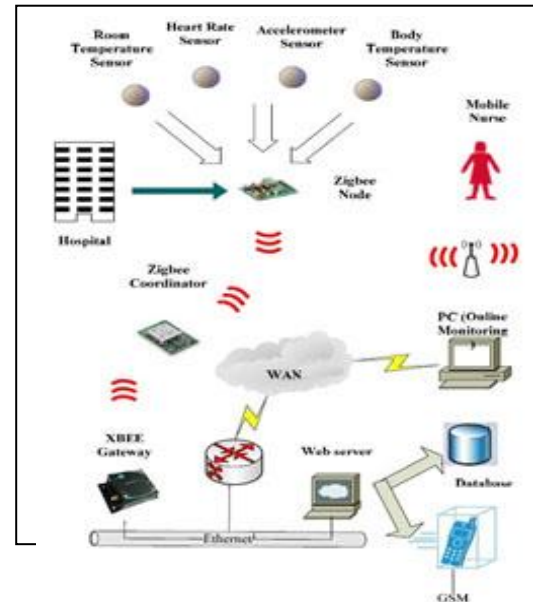 Room
Temperature
Sensor
Heart Rate
Sensor
Accelerometer
Sensor
Body
Temperature
Sensor
Mobile
Nurse
Zigbee
Node
Hospital
Zigbee
Coordinator
PC (Online
Monitoring
WAN
XBEE
Gateway
Web server
Database
Ethernet
GSM